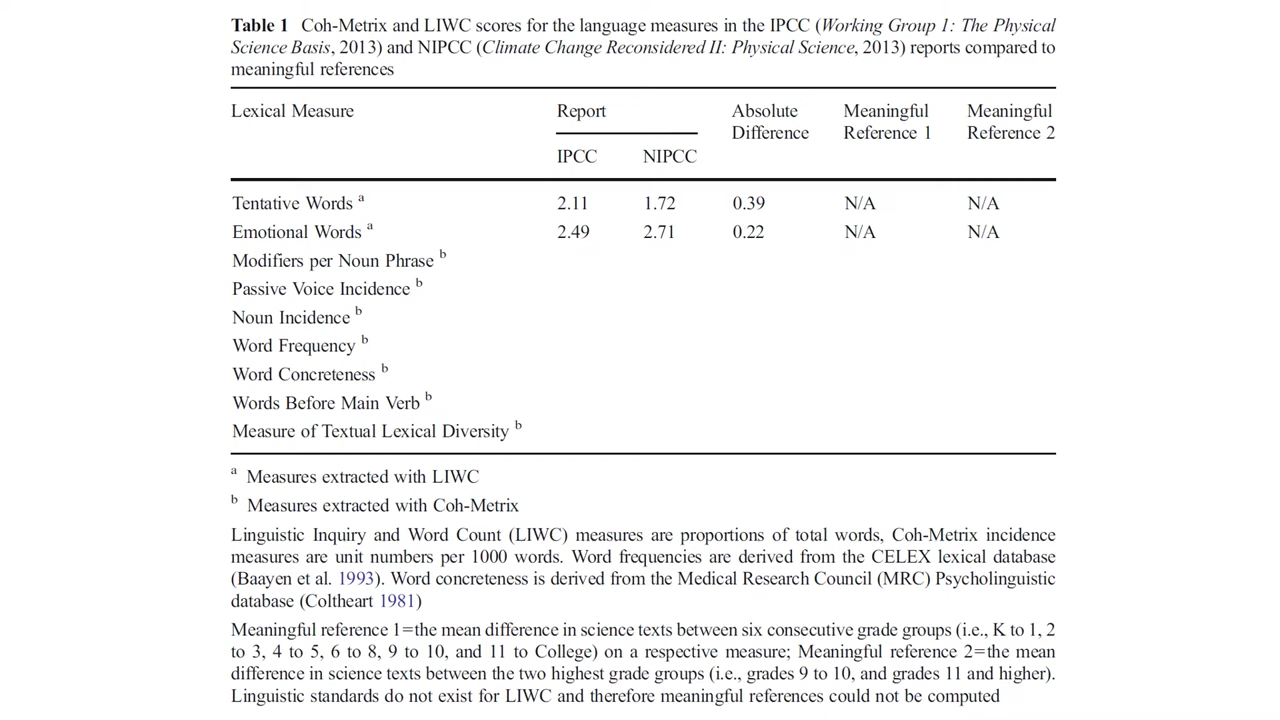 Table 1 Coh-Metrix and LIWC scores for the language measures in the IPCC (Working Group 1: The Physical
Science Basis, 2013) and NIPCC (Climate Change Reconsidered II: Physical Science, 2013) reports compared to
meaningful references
Lexical Measure Report Absolute Difference Meaningful Reference 1 Meaningful Reference 2
IPCC NIPCC
Tentative Words a 2.11 1.72 0.39 N/A N/A
Emotional Words a 2.49 2.71 0.22 N/A N/A
Modifiers per Noun Phrase b
Passive Voice Incidence b
Noun Incidence b
Word Frequency b
Word Concreteness b
Words Before Main Verb b
Measure of Textual Lexical Diversity b
a Measures extracted with LIWC
b Measures extracted with Coh-Metrix
Linguistic Inquiry and Word Count (LIWC) measures are proportions of total words, Coh-Metrix incidence
measures are unit numbers per 1000 words. Word frequencies are derived from the CELEX lexical database
(Baayen et al. 1993). Word concreteness is derived from the Medical Research Council (MRC) Psycholinguistic
database (Coltheart 1981)
Meaningful reference 1=the mean difference in science texts between six consecutive grade groups (i.e., K to 1, 2
to 3, 4 to 5, 6 to 8, 9 to 10, and 11 to College) on a respective measure; Meaningful reference 2=the mean
difference in science texts between the two highest grade groups (i.e., grades 9 to 10, and grades 11 and higher).
Linguistic standards do not exist for LIWC and therefore meaningful references could not be computed